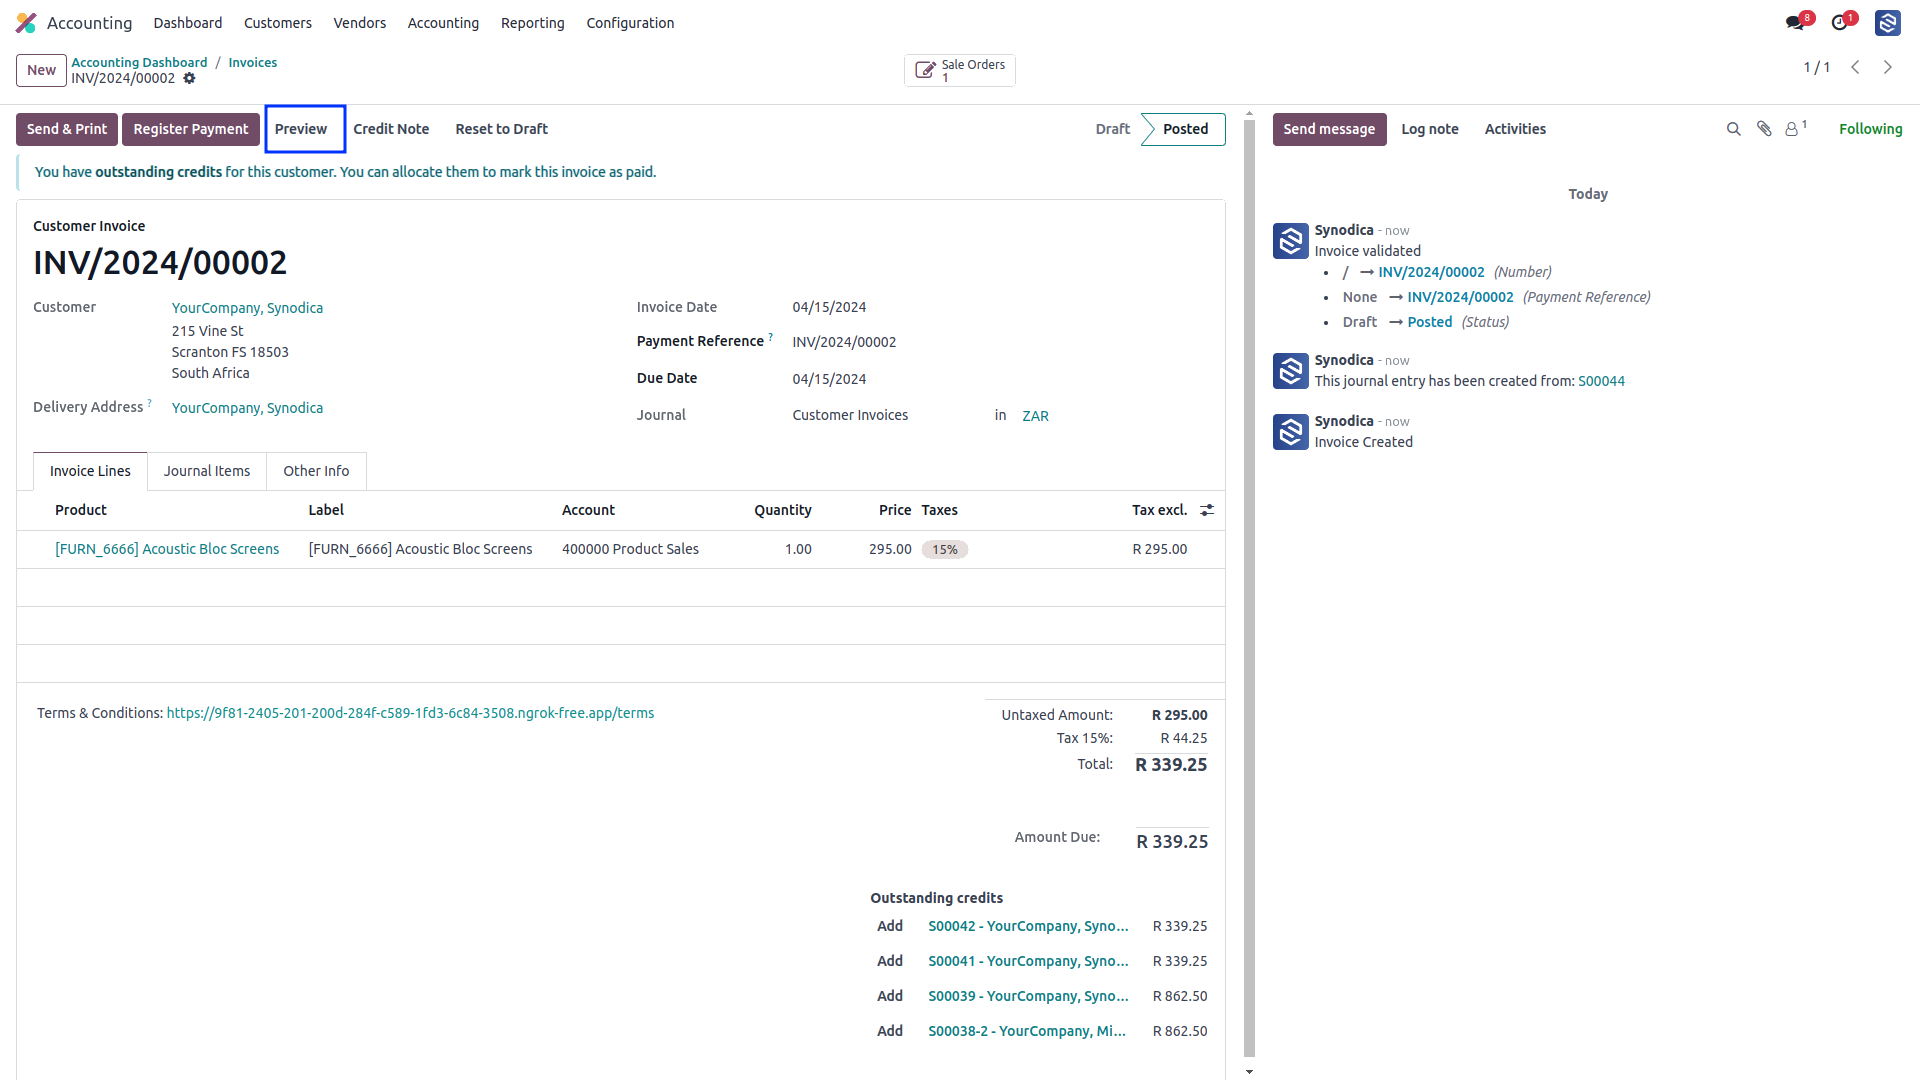 Accounting Dashboard Customers Vendors Accounting Reporting Configuration 8 1
New
Accounting Dashboard / Invoices
INV/2024/00002
Sale Orders
1
1 / 1
Send & Print Register Payment Preview Credit Note Reset to Draft Draft Posted
You have outstanding credits for this customer. You can allocate them to mark this invoice as paid.
Customer Invoice
INV/2024/00002
Customer YourCompany, Synodica
215 Vine St
Scranton FS 18503
South Africa
Delivery Address ? YourCompany, Synodica
Invoice Date 04/15/2024
Payment Reference ? INV/2024/00002
Due Date 04/15/2024
Journal Customer Invoices in ZAR
Invoice Lines Journal Items Other Info
Product Label Account Quantity Price Taxes Tax excl.
[FURN_6666] Acoustic Bloc Screens [FURN_6666] Acoustic Bloc Screens 400000 Product Sales 1.00 295.00 15% R 295.00
Terms & Conditions: https://9f81-2405-201-200d-284f-c589-1fd3-6c84-3508.ngrok-free.app/terms
Untaxed Amount: R 295.00
Tax 15%: R 44.25
Total: R 339.25
Amount Due: R 339.25
Outstanding credits
Add S00042 - YourCompany, Syno... R 339.25
Add S00041 - YourCompany, Syno... R 339.25
Add S00039 - YourCompany, Syno... R 862.50
Add S00038-2 - YourCompany, Mi... R 862.50
Send message Log note Activities 1 Following
Today
Synodica - now
Invoice validated
• / → INV/2024/00002 (Number)
• None → INV/2024/00002 (Payment Reference)
• Draft → Posted (Status)
Synodica - now
This journal entry has been created from: S00044
Synodica - now
Invoice Created